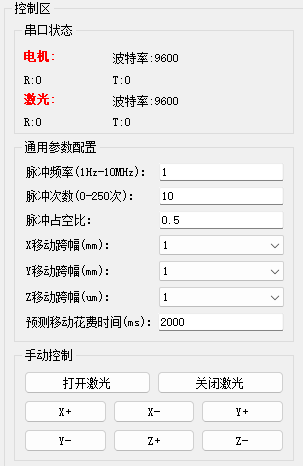 控制区
串口状态
电机: 波特率:9600
R:0 T:0
激光: 波特率:9600
R:0 T:0
通用参数配置
脉冲频率(1Hz-10MHz): 1
脉冲次数(0-250次): 10
脉冲占空比: 0.5
X移动跨幅(mm): 1
Y移动跨幅(mm): 1
Z移动跨幅(um): 1
预测移动花费时间(ms): 2000
手动控制
打开激光 关闭激光
X+ X- Y+
Y- Z+ Z-